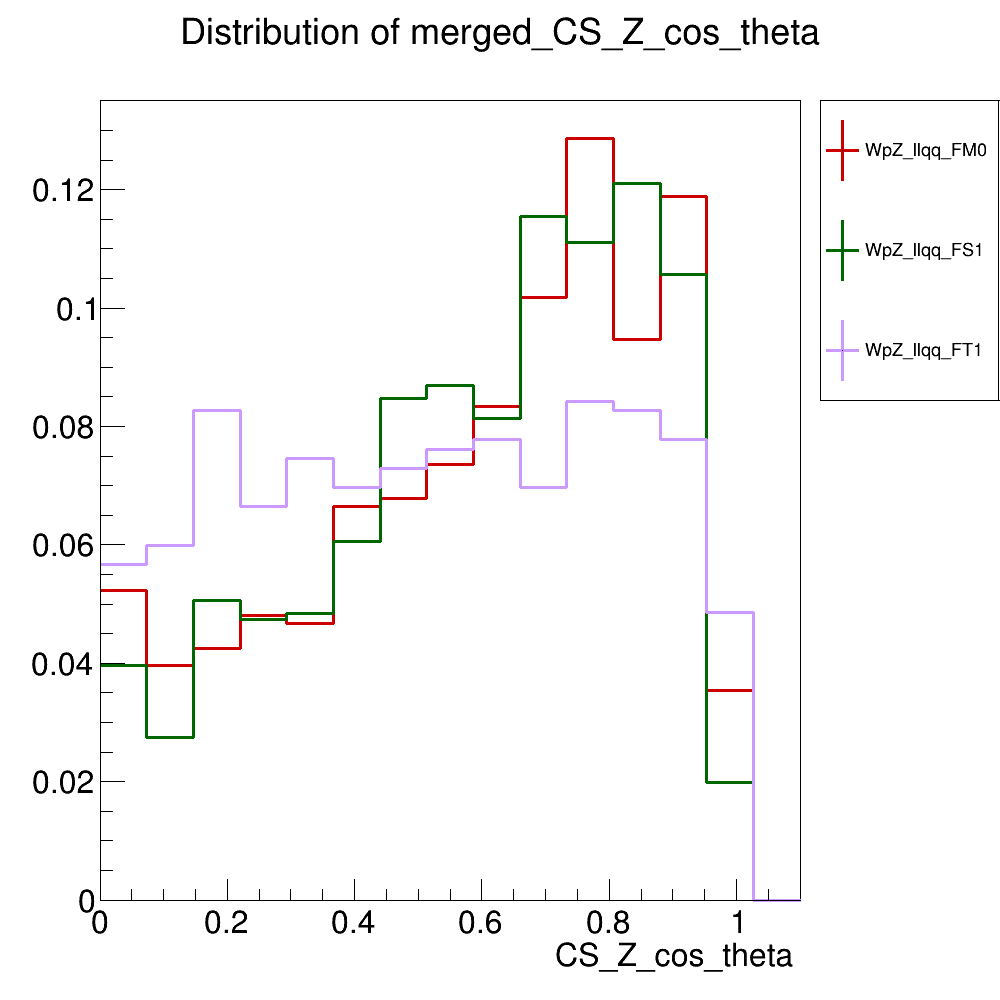 Distribution of merged_CS_Z_cos_theta
WpZ_llqq_FM0
WpZ_llqq_FS1
WpZ_llqq_FT1
0.12
0.1
0.08
0.06
0.04
0.02
0
0 0.2 0.4 0.6 0.8 1
CS_Z_cos_theta